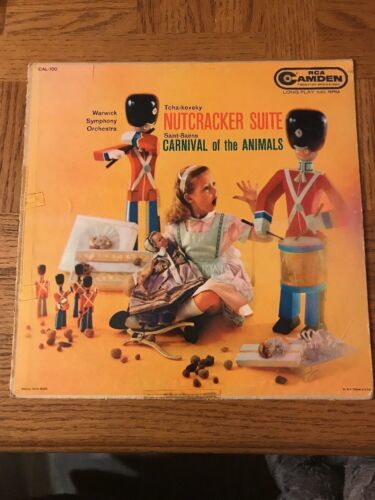 CAL-100
RCA
CAMDEN
LONG PLAY 33⅓ RPM
Tchaikovsky
NUTCRACKER SUITE
Saint-Saëns
CARNIVAL of the ANIMALS
Warwick
Symphony
Orchestra